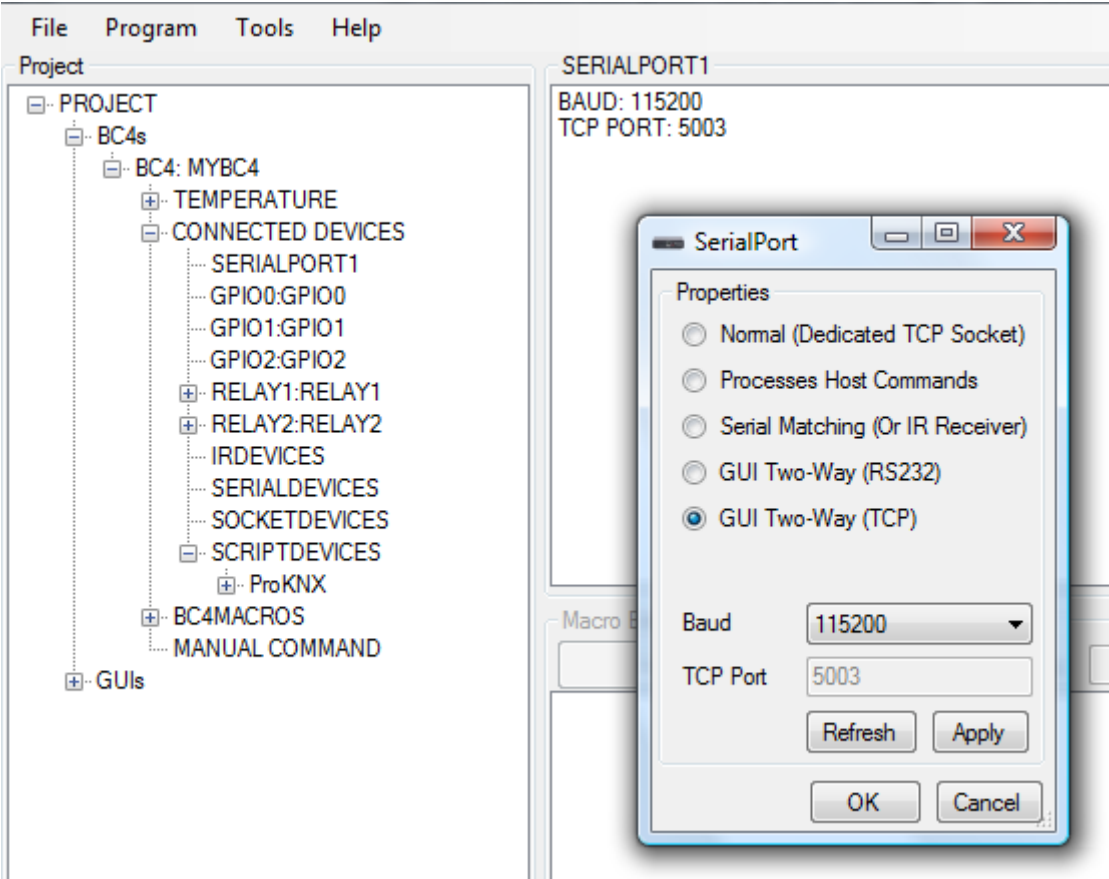 File Program Tools Help
Project
PROJECT
BC4s
BC4: MYBC4
TEMPERATURE
CONNECTED DEVICES
SERIALPORT1
GPIO0:GPIO0
GPIO1:GPIO1
GPIO2:GPIO2
RELAY1:RELAY1
RELAY2:RELAY2
IRDEVICES
SERIALDEVICES
SOCKETDEVICES
SCRIPTDEVICES
ProKNX
BC4MACROS
MANUAL COMMAND
GUIs
SERIALPORT1
BAUD: 115200
TCP PORT: 5003
SerialPort
Properties
Normal (Dedicated TCP Socket)
Processes Host Commands
Serial Matching (Or IR Receiver)
GUI Two-Way (RS232)
GUI Two-Way (TCP)
Baud 115200
TCP Port 5003
Refresh Apply
OK Cancel
Macro